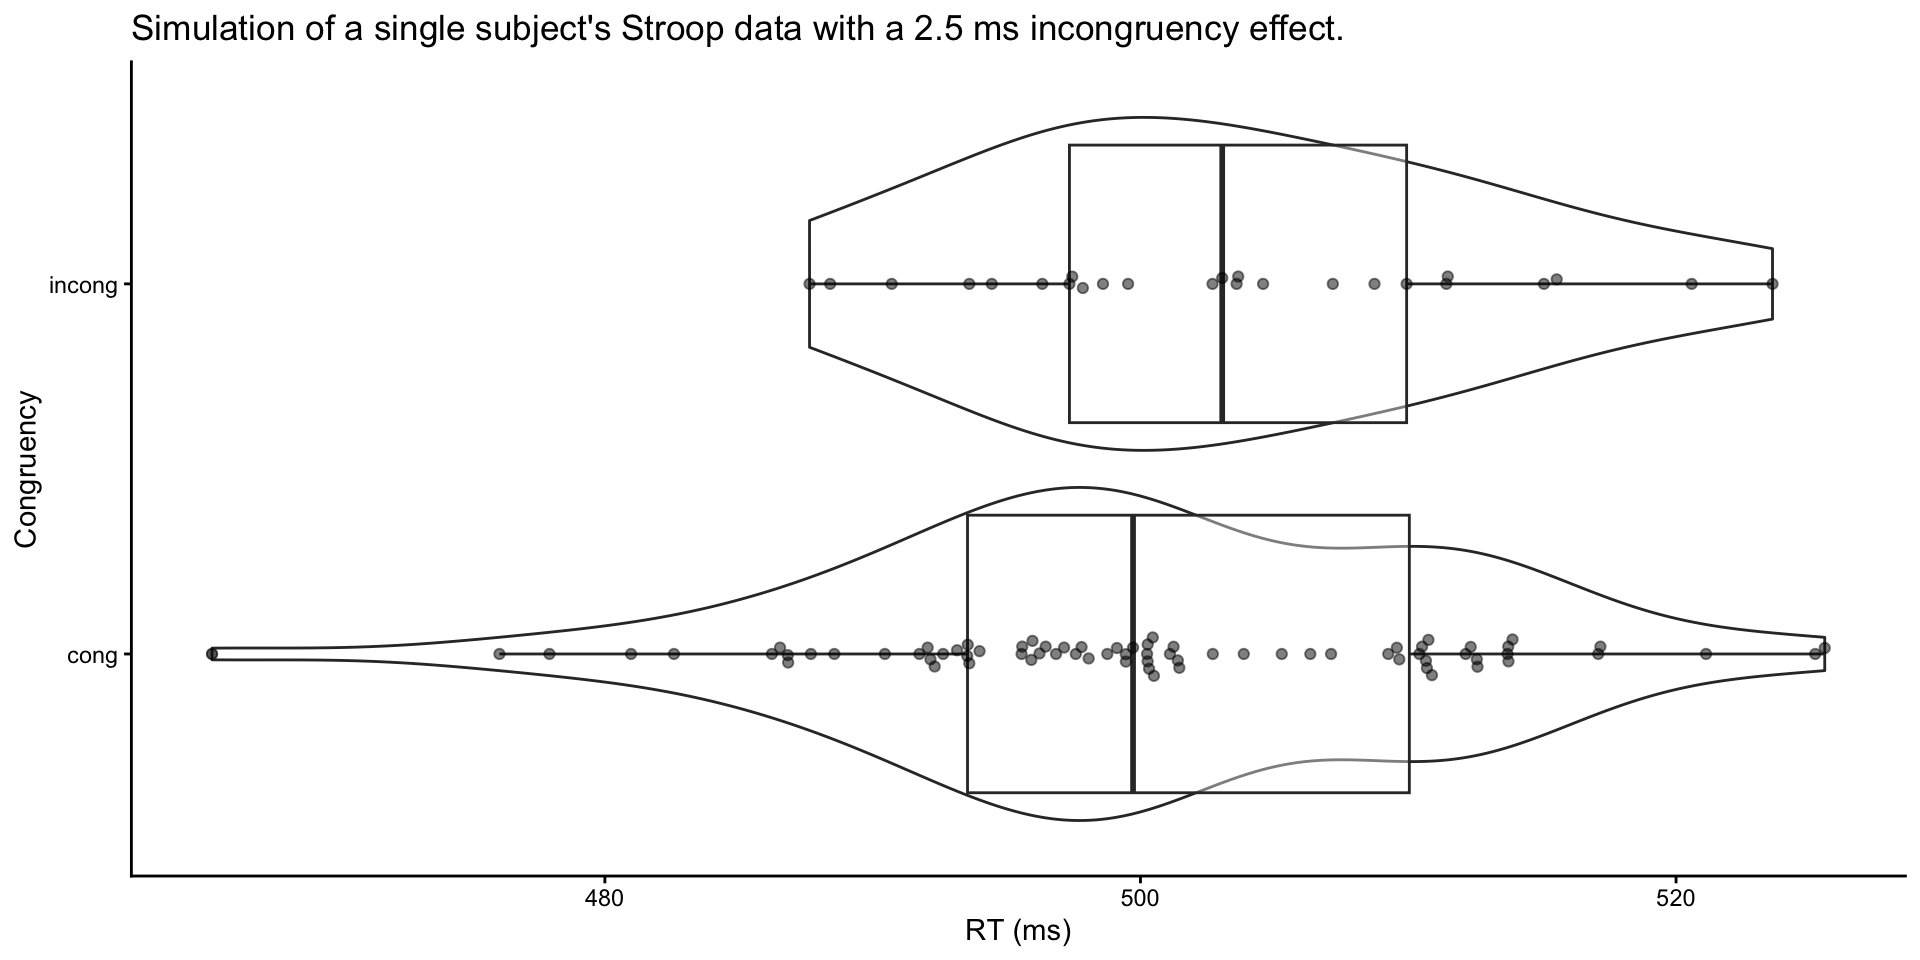 Simulation of a single subject's Stroop data with a 2.5 ms incongruency effect.
Congruency
incong
cong
480
500
520
RT (ms)